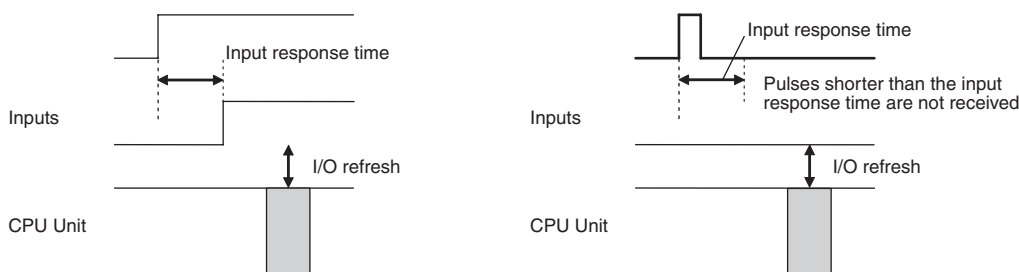 Input response time
Inputs
I/O refresh
CPU Unit
Input response time
Pulses shorter than the input
response time are not received
Inputs
I/O refresh
CPU Unit